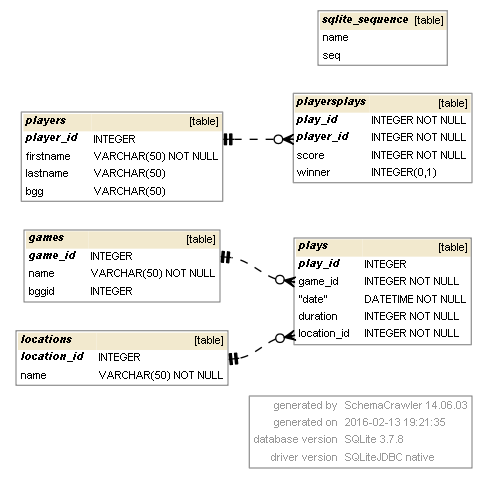 sqlite_sequence [table]
name
seq
players [table]
player_id INTEGER
firstname VARCHAR(50) NOT NULL
lastname VARCHAR(50)
bgg VARCHAR(50)
playersplays [table]
play_id INTEGER NOT NULL
player_id INTEGER NOT NULL
score INTEGER NOT NULL
winner INTEGER(0,1)
games [table]
game_id INTEGER
name VARCHAR(50) NOT NULL
bggid INTEGER
plays [table]
play_id INTEGER
game_id INTEGER NOT NULL
"date" DATETIME NOT NULL
duration INTEGER NOT NULL
location_id INTEGER NOT NULL
locations [table]
location_id INTEGER
name VARCHAR(50) NOT NULL
generated by SchemaCrawler 14.06.03
generated on 2016-02-13 19:21:35
database version SQLite 3.7.8
driver version SQLiteJDBC native